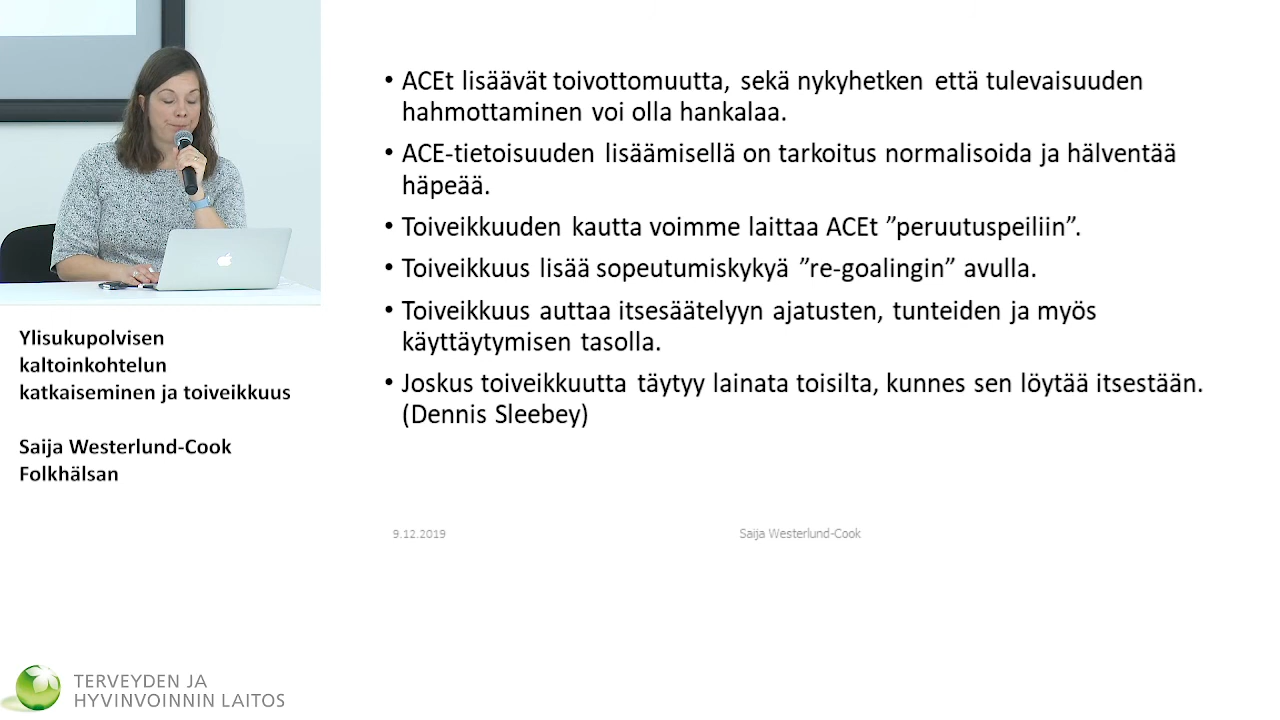 • ACEt lisäävät toivottomuutta, sekä nykyhetken että tulevaisuuden
hahmottaminen voi olla hankalaa.
• ACE-tietoisuuden lisäämisellä on tarkoitus normalisoida ja hälventää
häpeää.
• Toiveikkuuden kautta voimme laittaa ACEt ”peruutuspeiliin”.
• Toiveikkuus lisää sopeutumiskykyä ”re-goalingin” avulla.
• Toiveikkuus auttaa itsesäätelyyn ajatusten, tunteiden ja myös
käyttäytymisen tasolla.
• Joskus toiveikkuutta täytyy lainata toisilta, kunnes sen löytää itsestään.
(Dennis Sleebey)
9.12.2019
Saija Westerlund-Cook
Ylisukupolvisen
kaltoinkohtelun
katkaiseminen ja toiveikkuus
Saija Westerlund-Cook
Folkhälsan
TERVEYDEN JA
HYVINVOINNIN LAITOS